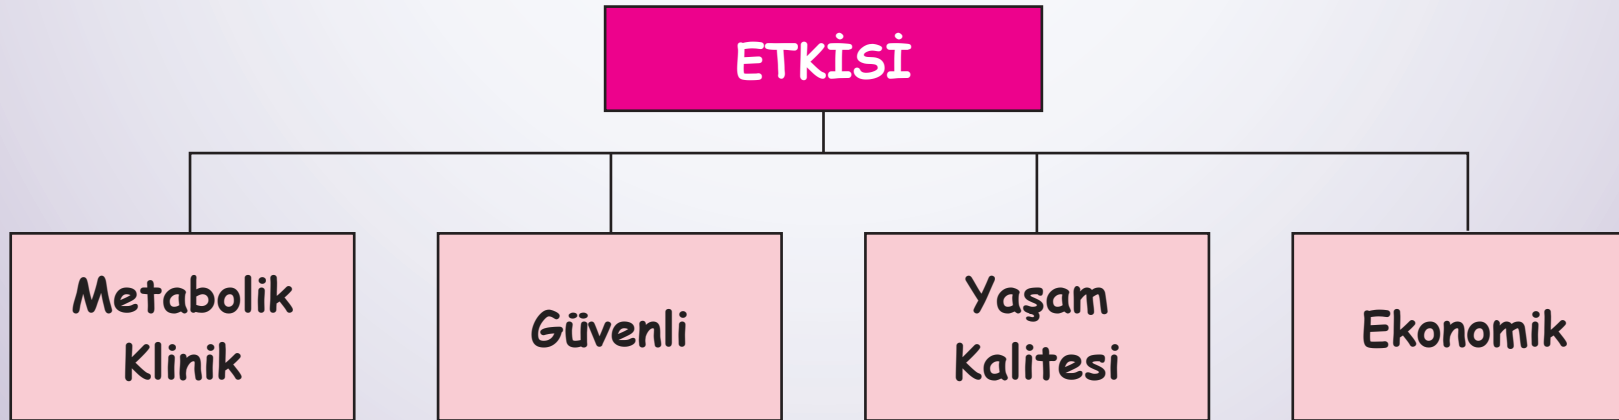 ETKİSİ
Metabolik
Klinik
Güvenli
Yaşam
Kalitesi
Ekonomik